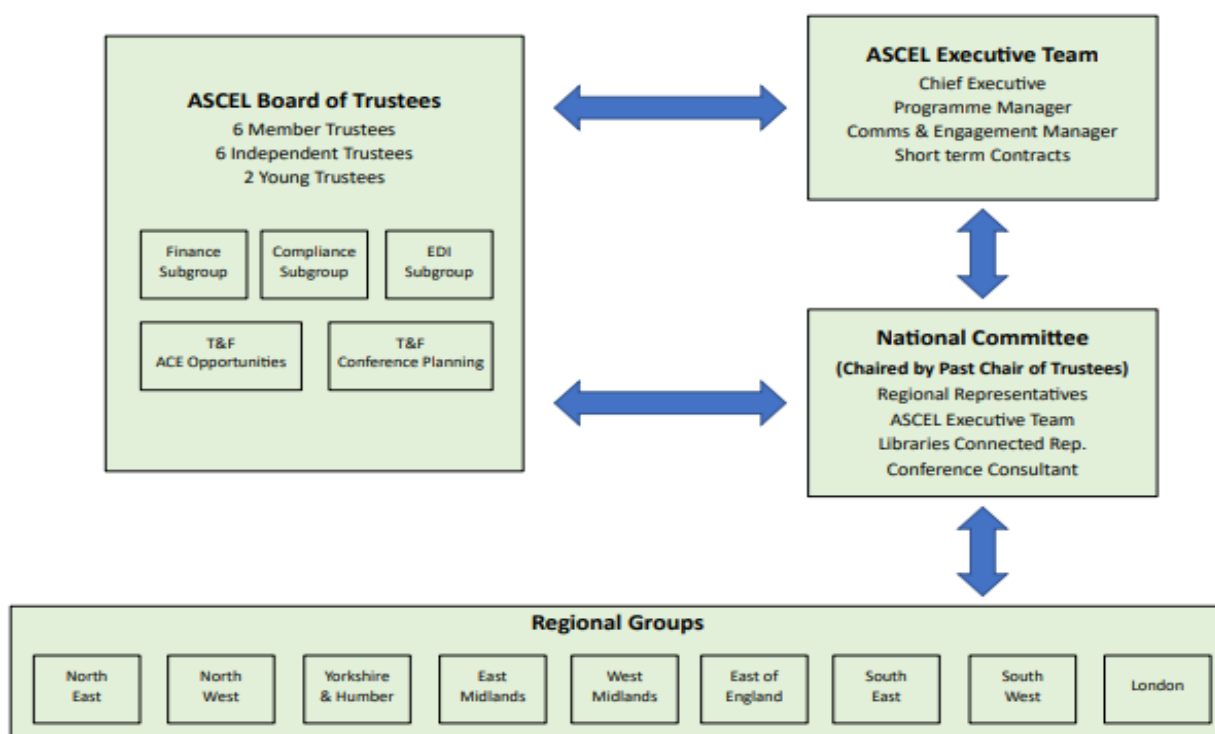 ASCEL Board of Trustees
6 Member Trustees
6 Independent Trustees
2 Young Trustees
Finance
Subgroup
Compliance
Subgroup
EDI
Subgroup
T&F
ACE Opportunities
T&F
Conference Planning
ASCEL Executive Team
Chief Executive
Programme Manager
Comms & Engagement Manager
Short term Contracts
National Committee
(Chaired by Past Chair of Trustees)
Regional Representatives
ASCEL Executive Team
Libraries Connected Rep.
Conference Consultant
Regional Groups
North
East
North
West
Yorkshire
& Humber
East
Midlands
West
Midlands
East of
England
South
East
South
West
London